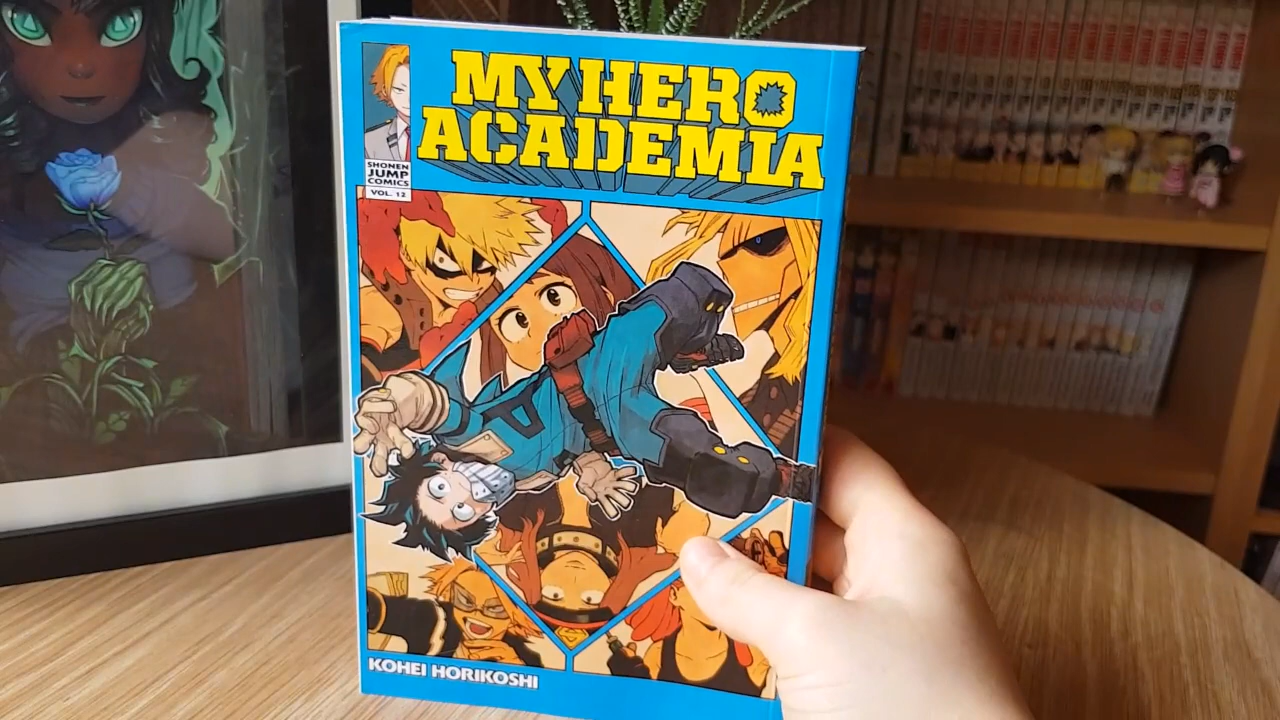 MY HERO
ACADEMIA
SHONEN
JUMP
COMICS
VOL. 12
KOHEI HORIKOSHI